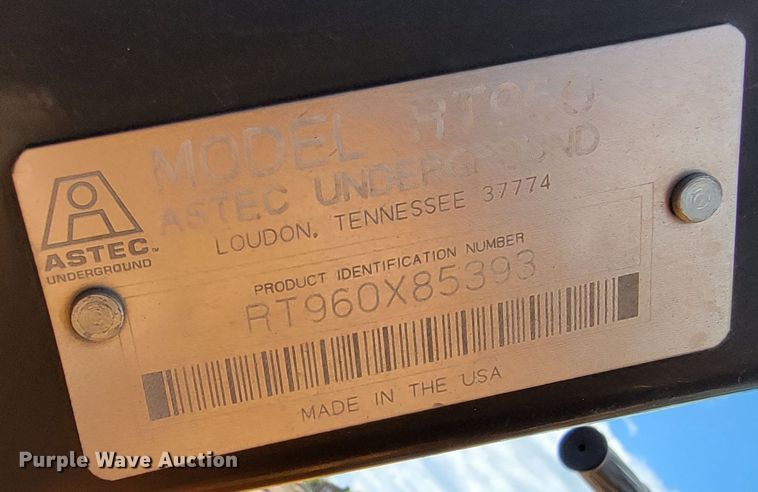 MODEL RT960
ASTEC UNDERGROUND
LOUDON, TENNESSEE 37774
ASTEC™
UNDERGROUND
PRODUCT IDENTIFICATION NUMBER
RT960X85393
MADE IN THE USA
Purple Wave Auction